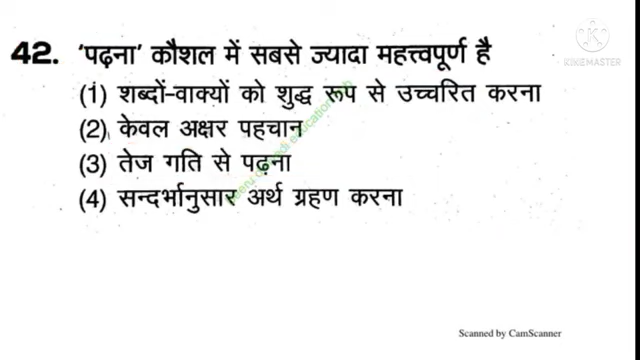 42. 'पढ़ना' कौशल में सबसे ज्यादा महत्त्वपूर्ण है
(1) शब्दों-वाक्यों को शुद्ध रूप से उच्चरित करना
(2) केवल अक्षर पहचान
(3) तेज गति से पढ़ना
(4) सन्दर्भानुसार अर्थ ग्रहण करना
Scanned by CamScanner
KINEMASTER